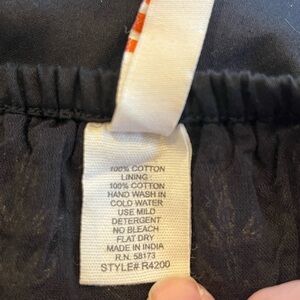 100% COTTON
LINING:
100% COTTON
HAND WASH IN
COLD WATER
USE MILD
DETERGENT
NO BLEACH
FLAT DRY
MADE IN INDIA
R.N. 58173
STYLE# R4200